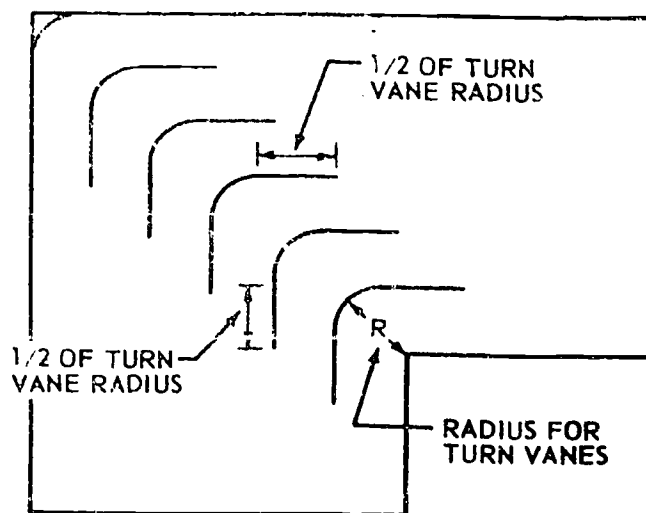 1/2 OF TURN
VANE RADIUS
1/2 OF TURN
VANE RADIUS
R
RADIUS FOR
TURN VANES